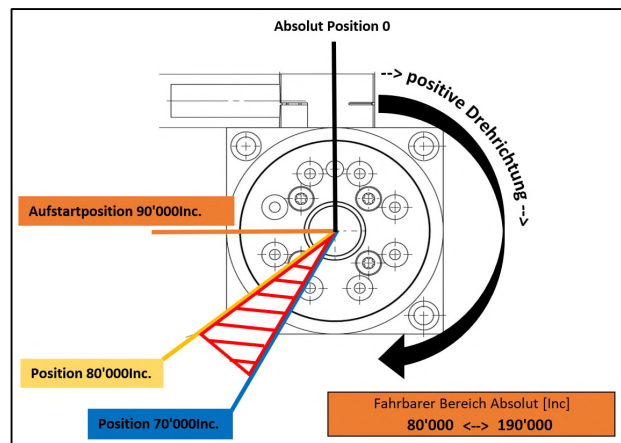 Absolut Position 0
--> positive Drehrichtung -->
Aufstartposition 90'000Inc.
Position 80'000Inc.
Position 70'000Inc.
Fahrbarer Bereich Absolut [Inc]
80'000 <--> 190'000